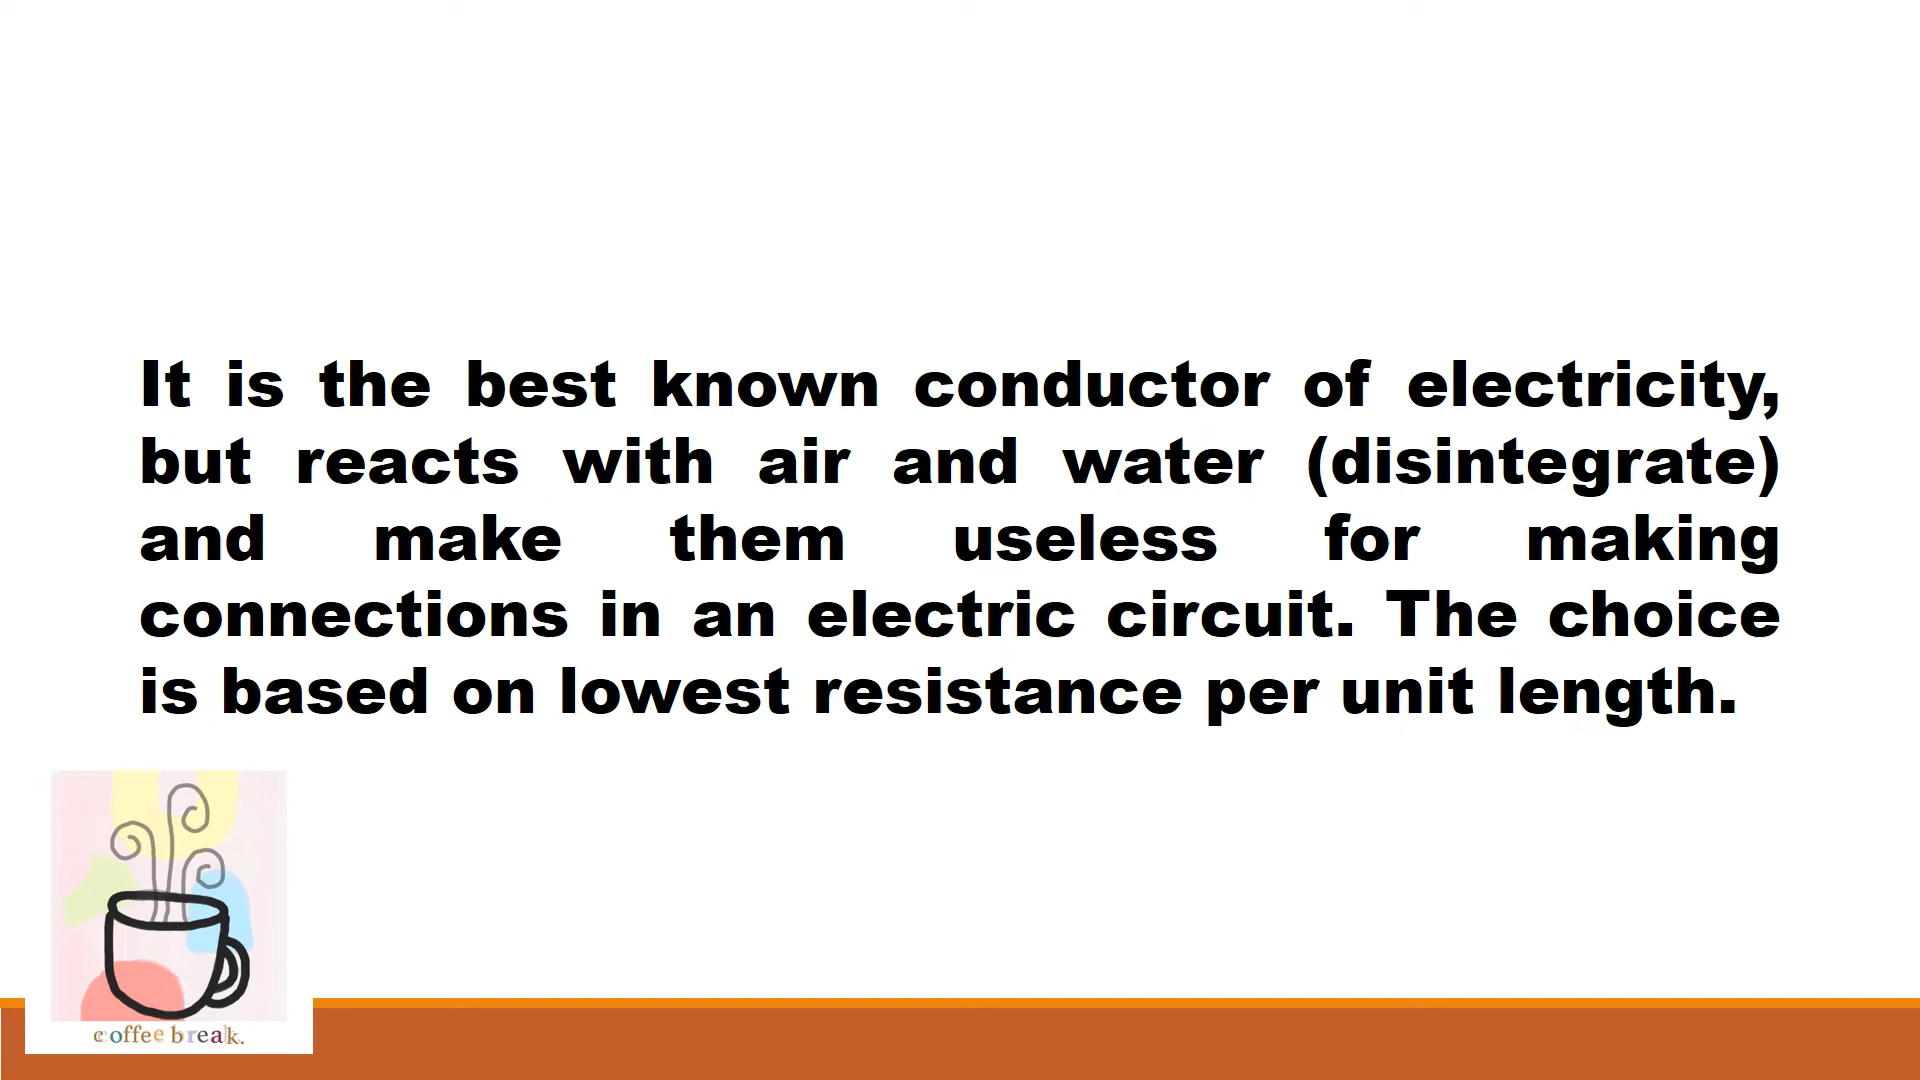 It is the best known conductor of electricity,
but reacts with air and water (disintegrate)
and make them useless for making
connections in an electric circuit. The choice
is based on lowest resistance per unit length.
coffee break.